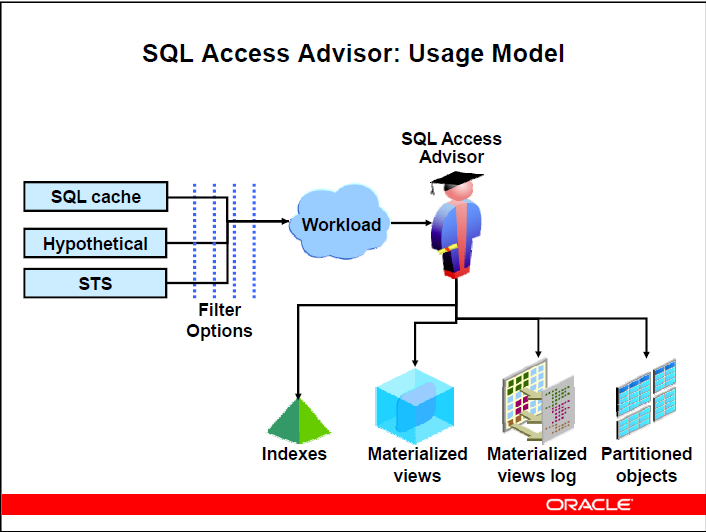 SQL Access Advisor: Usage Model
SQL Access
Advisor
SQL cache
Hypothetical
STS
Workload
Filter
Options
Indexes
Materialized
views
Materialized
views log
Partitioned
objects
ORACLE